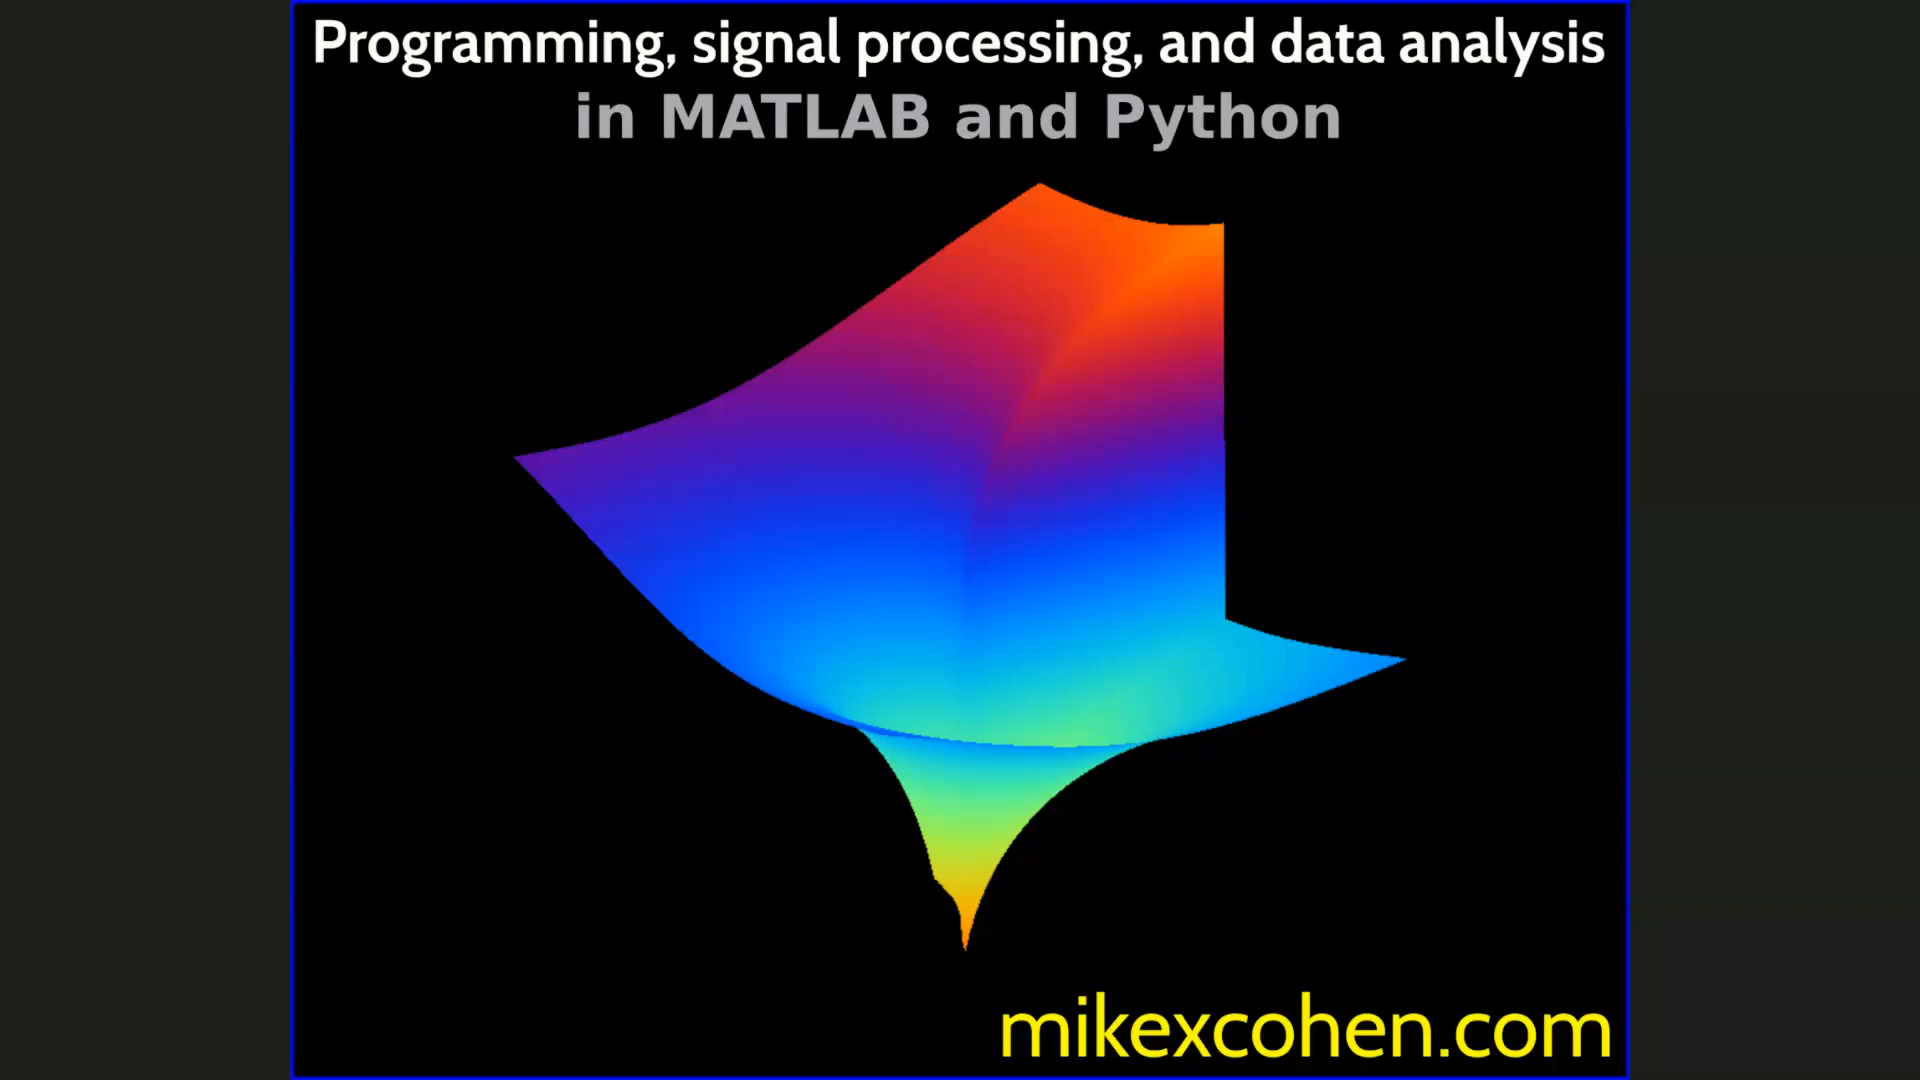 Programming, signal processing, and data analysis
in MATLAB and Python
mikexcohen.com